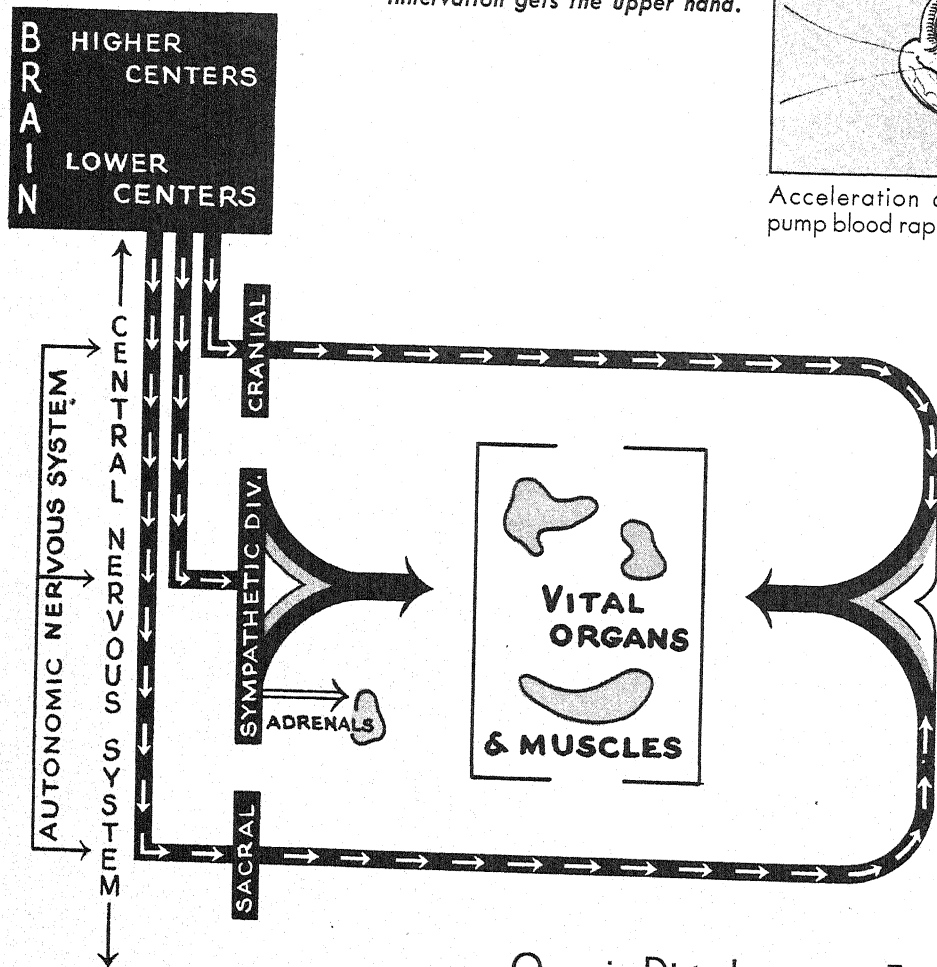 innervation gets the upper hand.
BRAIN
HIGHER
CENTERS
LOWER
CENTERS
Acceleration
pump blood
CENTRAL NERVOUS SYSTEM
AUTONOMIC NERVOUS SYSTEM
CRANIAL
SYMPATHETIC DIV.
ADRENALS
SACRAL
VITAL
ORGANS
& MUSCLES